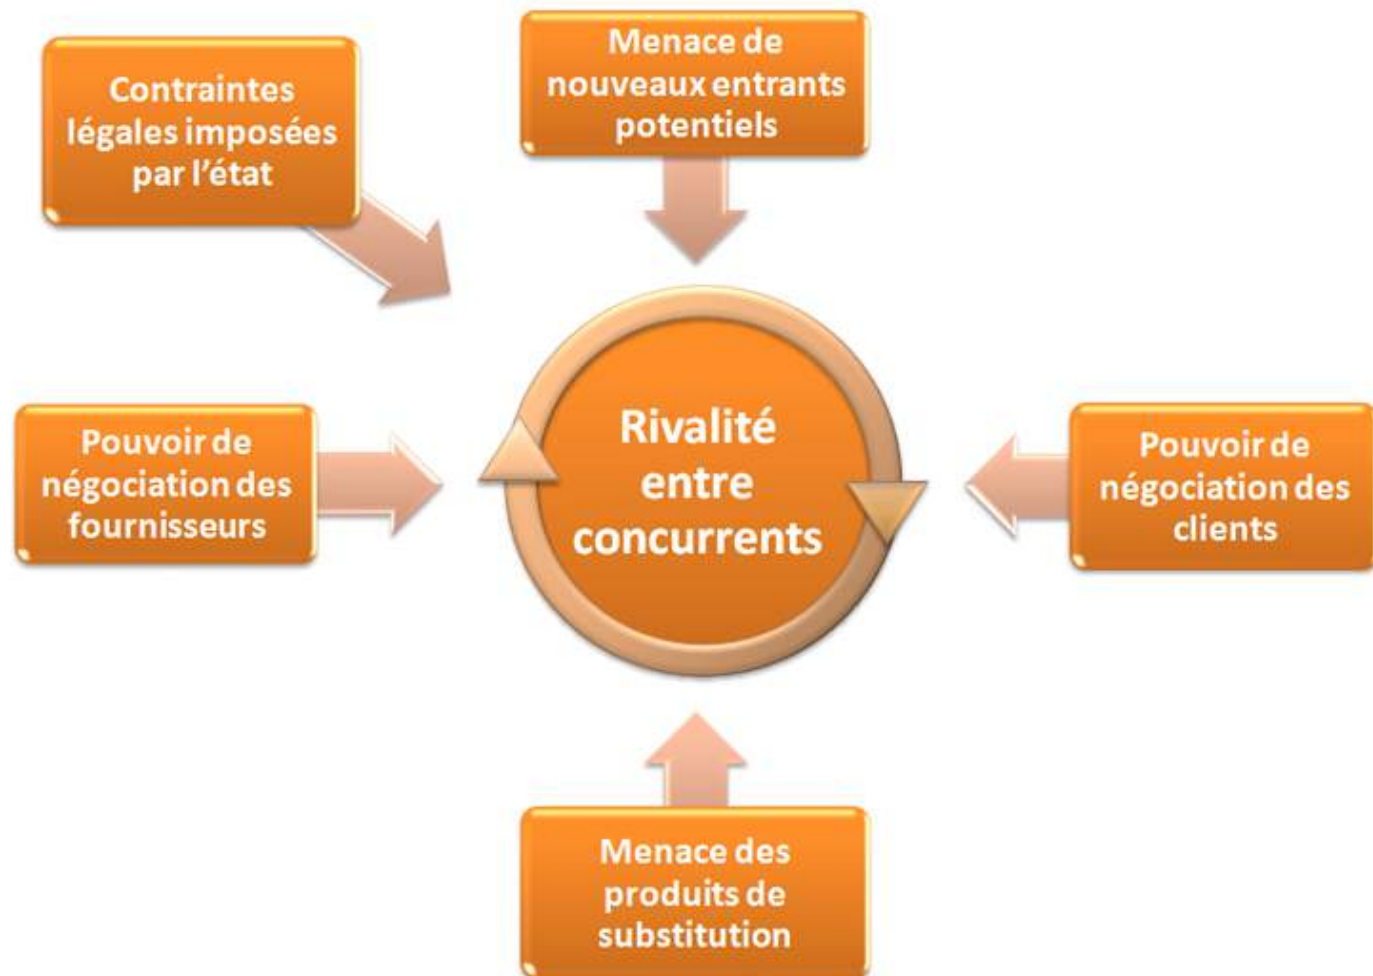 Menace de
nouveaux entrants
potentiels
Contraintes
légales imposées
par l’état
Rivalité
entre
concurrents
Pouvoir de
négociation des
fournisseurs
Pouvoir de
négociation des
clients
Menace des
produits de
substitution